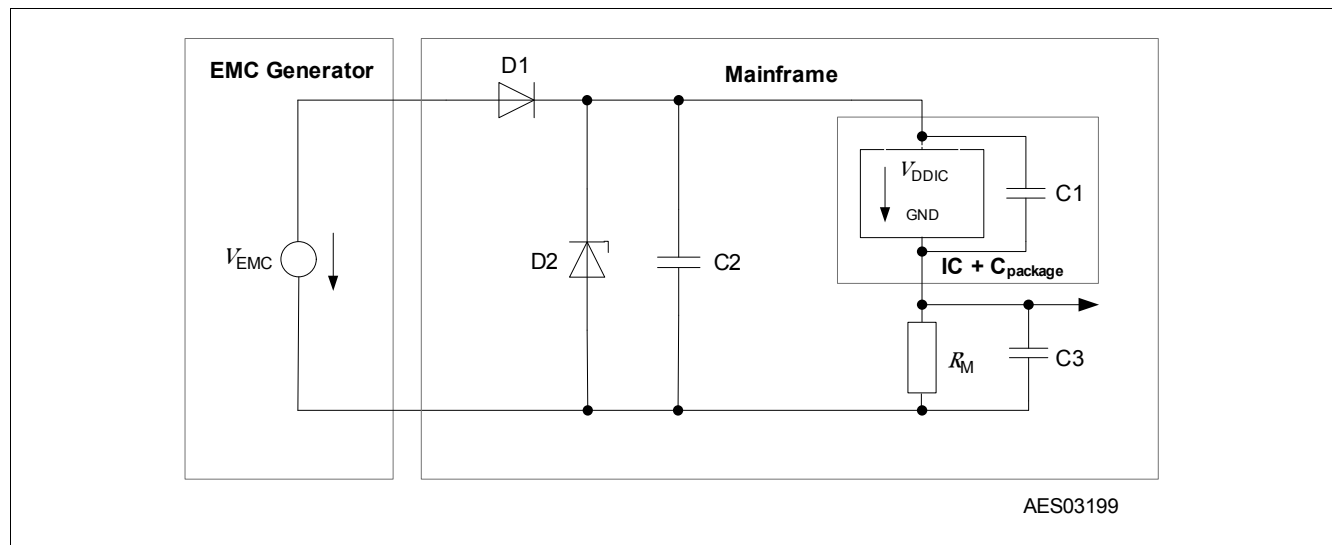 EMC Generator
D1
Mainframe
V_DDIC
C1
GND
V_EMC
D2
C2
IC + C_package
R_M
C3
AES03199